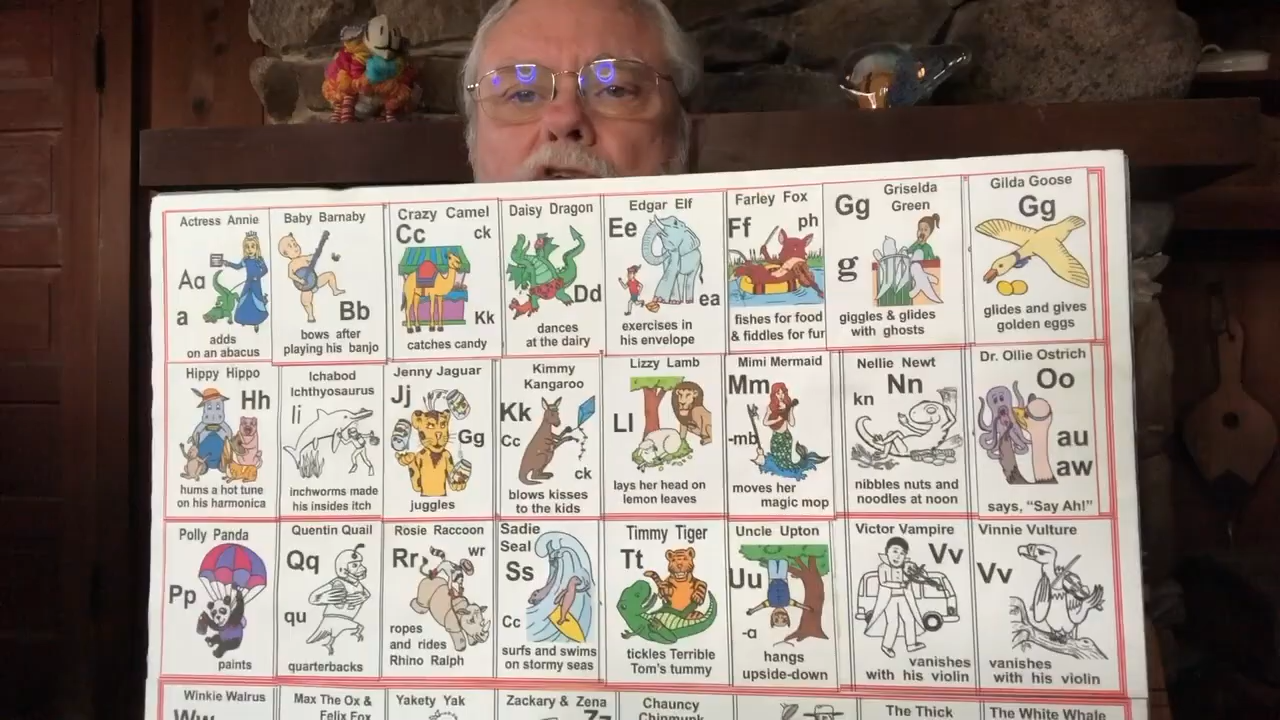 Actress Annie
Aa
a
adds
on an abacus
Baby Barnaby
Bb
bows after
playing his banjo
Crazy Camel
Cc
ck
Kk
catches candy
Daisy Dragon
Dd
dances
at the dairy
Edgar Elf
Ee
ea
exercises in
his envelope
Farley Fox
Ff
ph
fishes for food
& fiddles for fur
Griselda
Green
Gg
g
giggles & glides
with ghosts
Gilda Goose
Gg
glides and gives
golden eggs
Hippy Hippo
Hh
hums a hot tune
on his harmonica
Ichabod
Ichthyosaurus
Ii
inchworms made
his insides itch
Jenny Jaguar
Jj
Gg
juggles
Kimmy
Kangaroo
Kk
Cc
ck
blows kisses
to the kids
Lizzy Lamb
Ll
lays her head on
lemon leaves
Mimi Mermaid
Mm
-mb
moves her
magic mop
Nellie Newt
Nn
kn
nibbles nuts and
noodles at noon
Dr. Ollie Ostrich
Oo
au
aw
says, “Say Ah!”
Polly Panda
Pp
paints
Quentin Quail
Qq
qu
quarterbacks
Rosie Raccoon
Rr
wr
ropes
and rides
Rhino Ralph
Sadie
Seal
Ss
Cc
surfs and swims
on stormy seas
Timmy Tiger
Tt
tickles Terrible
Tom's tummy
Uncle Upton
Uu
-a
hangs
upside-down
Victor Vampire
Vv
vanishes
with his violin
Vinnie Vulture
Vv
vanishes
with his violin
Winkie Walrus
Ww
Max The Ox &
Felix Fox
Yakety Yak
Zackary & Zena
Zz
Chauncy
Chipmunk
The Thick
The White Whale